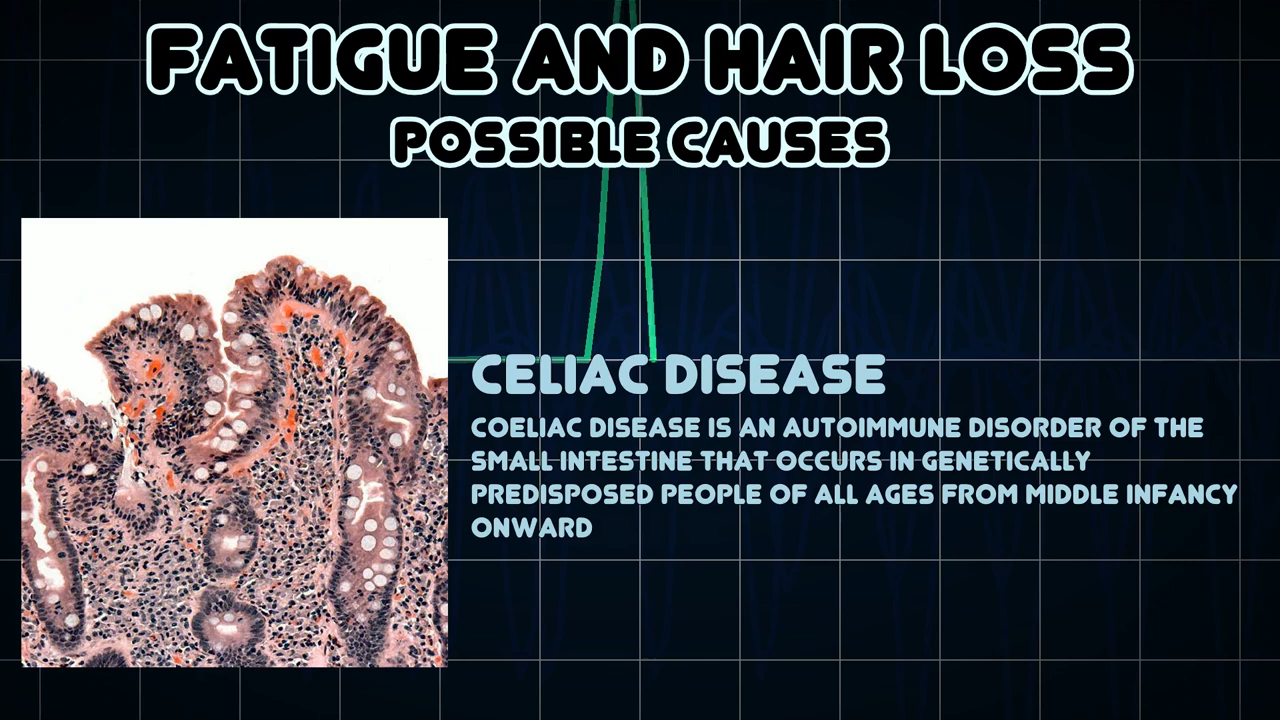 FATIGUE AND HAIR LOSS
POSSIBLE CAUSES
CELIAC DISEASE
COELIAC DISEASE IS AN AUTOIMMUNE DISORDER OF THE
SMALL INTESTINE THAT OCCURS IN GENETICALLY
PREDISPOSED PEOPLE OF ALL AGES FROM MIDDLE INFANCY
ONWARD